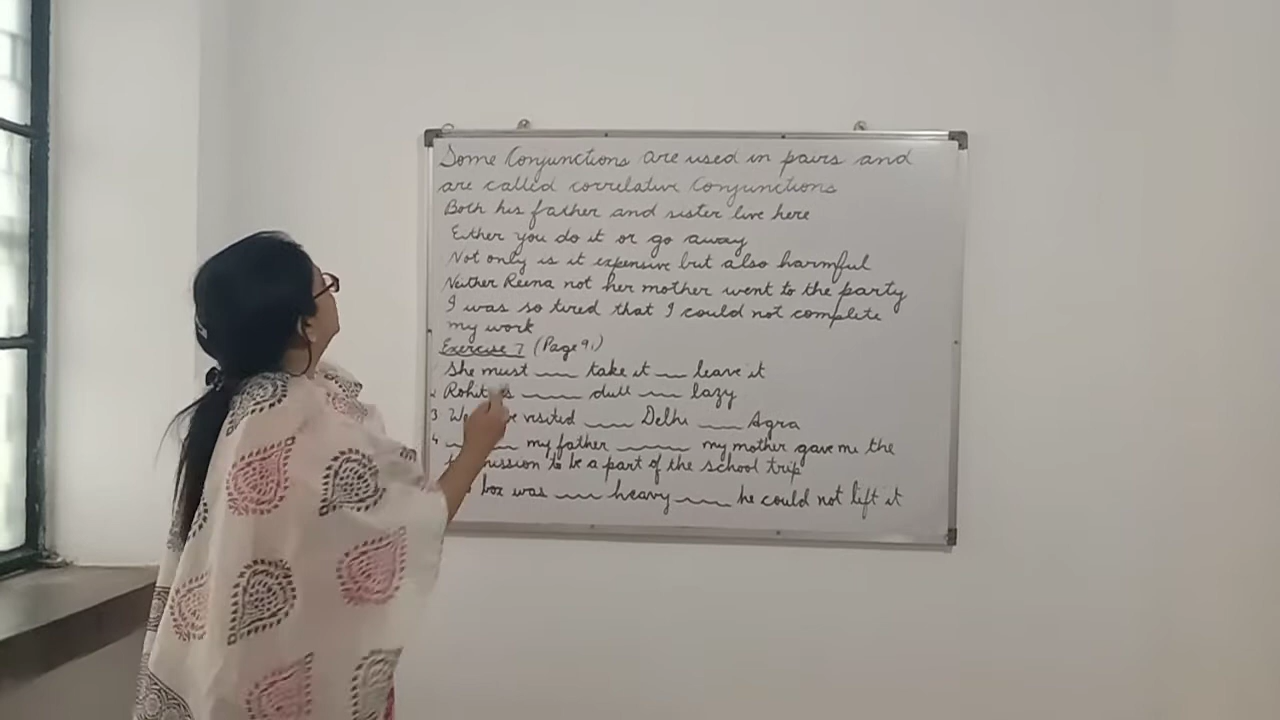 Some Conjunctions are used in pairs and
are called correlative Conjunctions
Both his father and sister live here
Either you do it or go away
Not only is it expensive but also harmful
Neither Reena not her mother went to the party
I was so tired that I could not complete
my work
Exercise 7 (Page 91)
She must ___ take it ___ leave it
2 Rohit is ___ dull ___ lazy
3 visited ___ Delhi ___ Agra
4 ___ my father ___ my mother gave me the
to be a part of the school trip
box was ___ heavy ___ he could not lift it